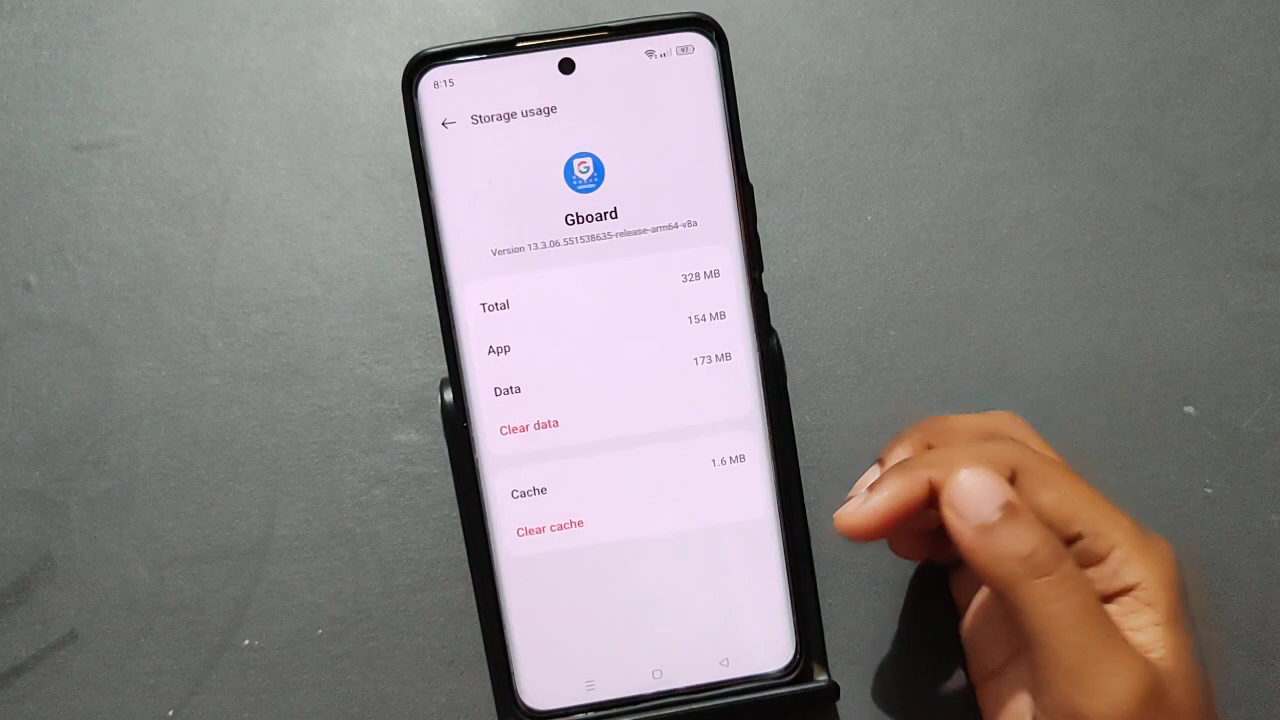 8:15
97
Storage usage
G
Gboard
Version 13.3.06.551538635-release-arm64-v8a
Total 328 MB
App 154 MB
Data 173 MB
Clear data
Cache 1.6 MB
Clear cache